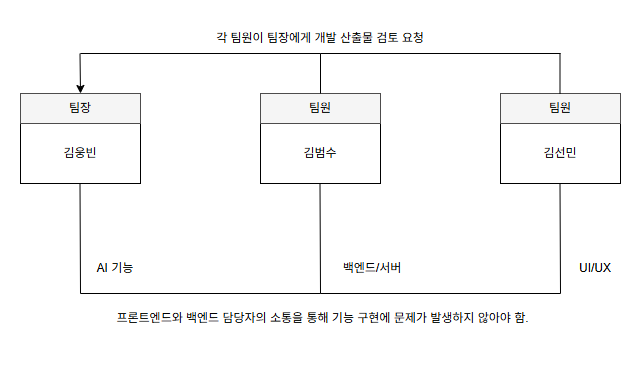 각 팀원이 팀장에게 개발 산출물 검토 요청
팀장
팀원
팀원
김웅빈
김범수
김선민
AI 기능
백엔드/서버
UI/UX
프론트엔드와 백엔드 담당자의 소통을 통해 기능 구현에 문제가 발생하지 않아야 함.